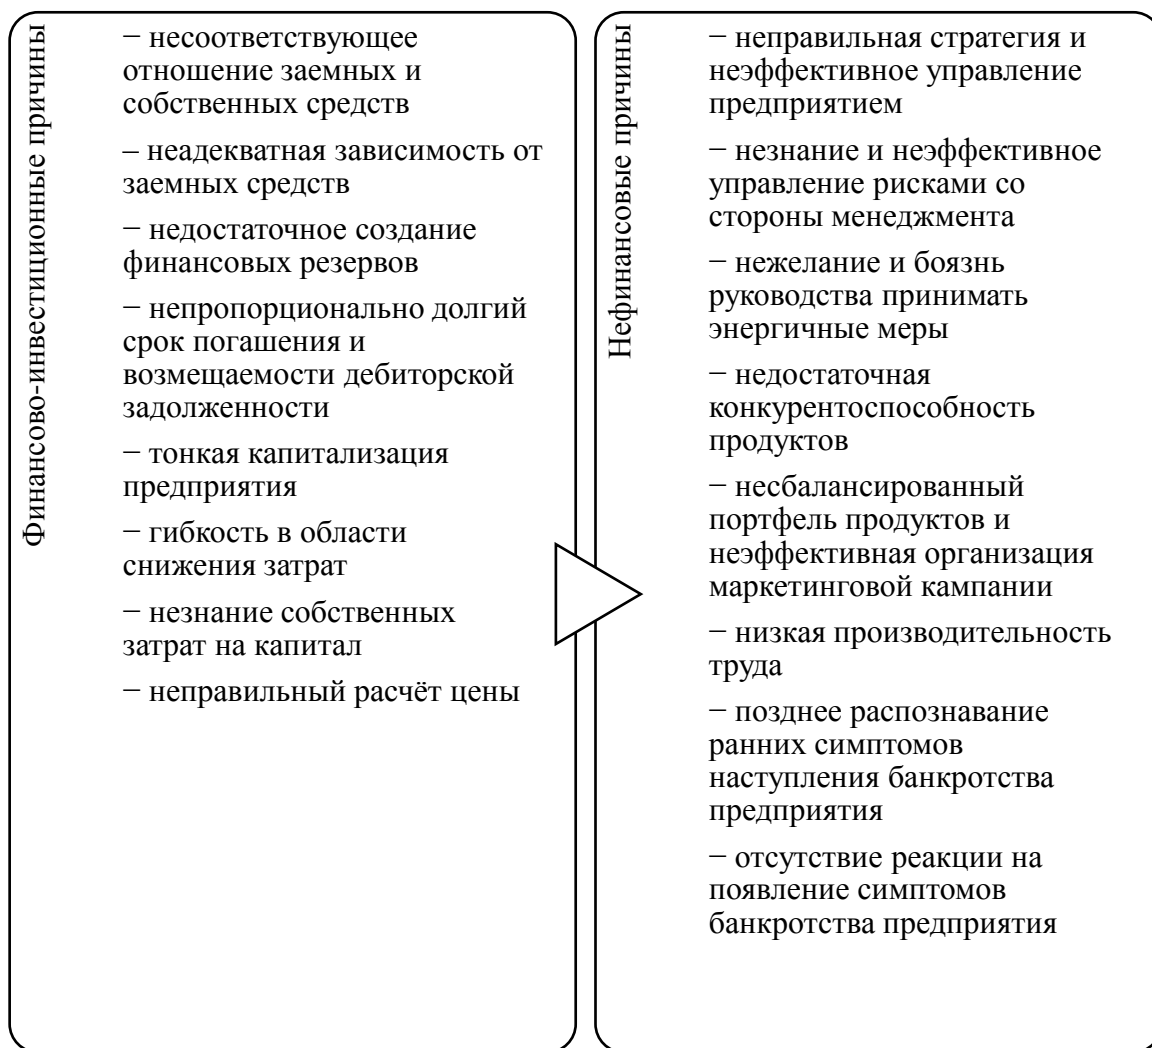 Финансово-инвестиционные причины
− несоответствующее
отношение заемных и
собственных средств
– неадекватная зависимость от
заемных средств
− недостаточное создание
финансовых резервов
− непропорционально долгий
срок погашения и
возмещаемости дебиторской
задолженности
− тонкая капитализация
предприятия
− гибкость в области
снижения затрат
− незнание собственных
затрат на капитал
− неправильный расчёт цены
Нефинансовые причины
− неправильная стратегия и
неэффективное управление
предприятием
− незнание и неэффективное
управление рисками со
стороны менеджмента
− нежелание и боязнь
руководства принимать
энергичные меры
− недостаточная
конкурентоспособность
продуктов
− несбалансированный
портфель продуктов и
неэффективная организация
маркетинговой кампании
− низкая производительность
труда
− позднее распознавание
ранних симптомов
наступления банкротства
предприятия
− отсутствие реакции на
появление симптомов
банкротства предприятия